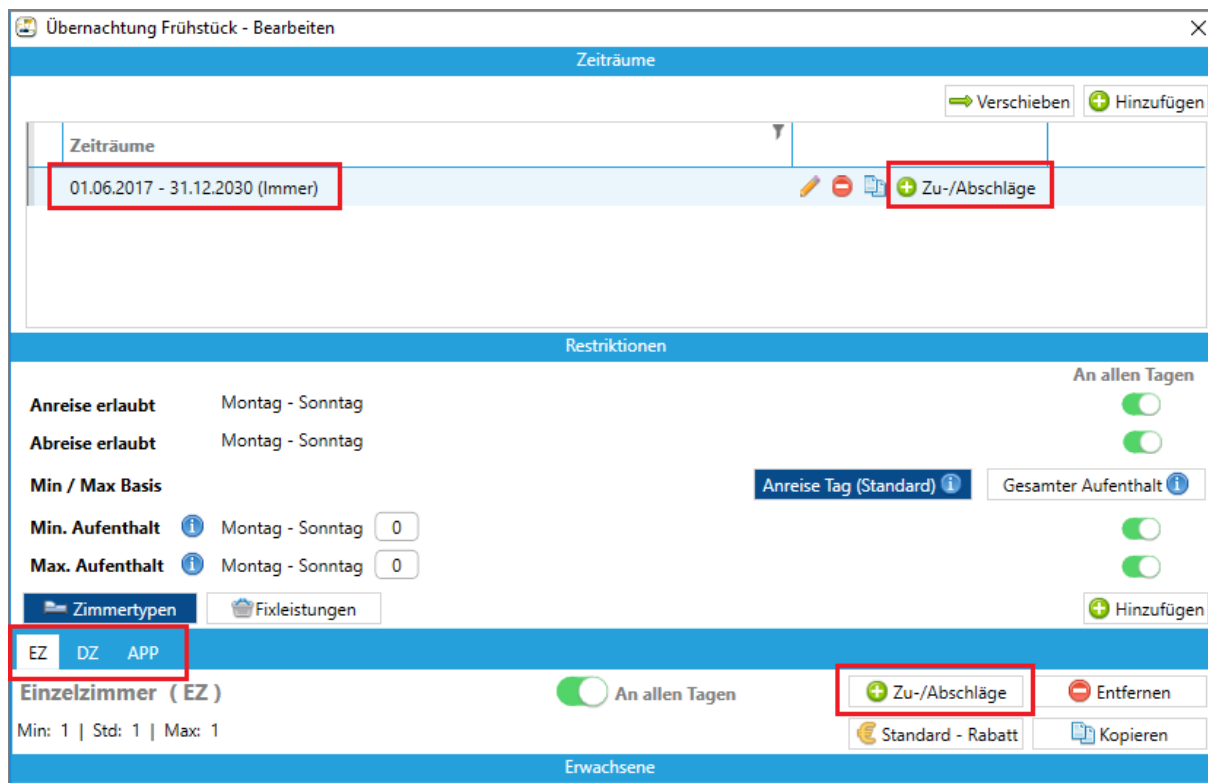 Übernachtung Frühstück - Bearbeiten
Zeiträume
Verschieben Hinzufügen
Zeiträume
01.06.2017 - 31.12.2030 (Immer) Zu-/Abschläge
Restriktionen
An allen Tagen
Anreise erlaubt Montag - Sonntag
Abreise erlaubt Montag - Sonntag
Min / Max Basis Anreise Tag (Standard) Gesamter Aufenthalt
Min. Aufenthalt Montag - Sonntag 0
Max. Aufenthalt Montag - Sonntag 0
Zimmertypen Fixleistungen Hinzufügen
EZ DZ APP
Einzelzimmer ( EZ ) An allen Tagen Zu-/Abschläge Entfernen
Min: 1 | Std: 1 | Max: 1 Standard - Rabatt Kopieren
Erwachsene